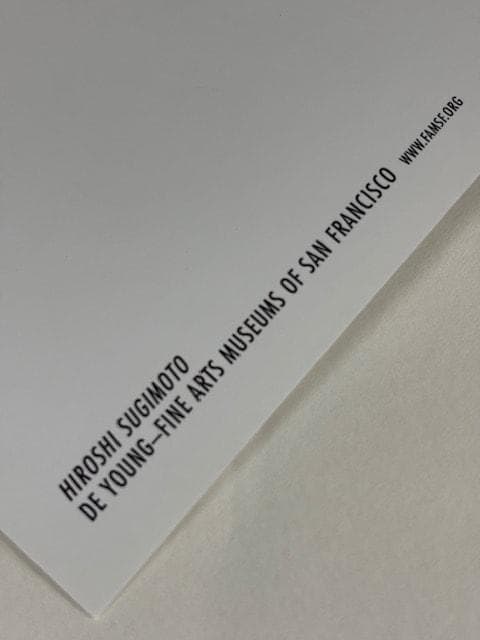 HIROSHI SUGIMOTO
DE YOUNG—FINE ARTS MUSEUMS OF SAN FRANCISCO WWW.FAMSF.ORG